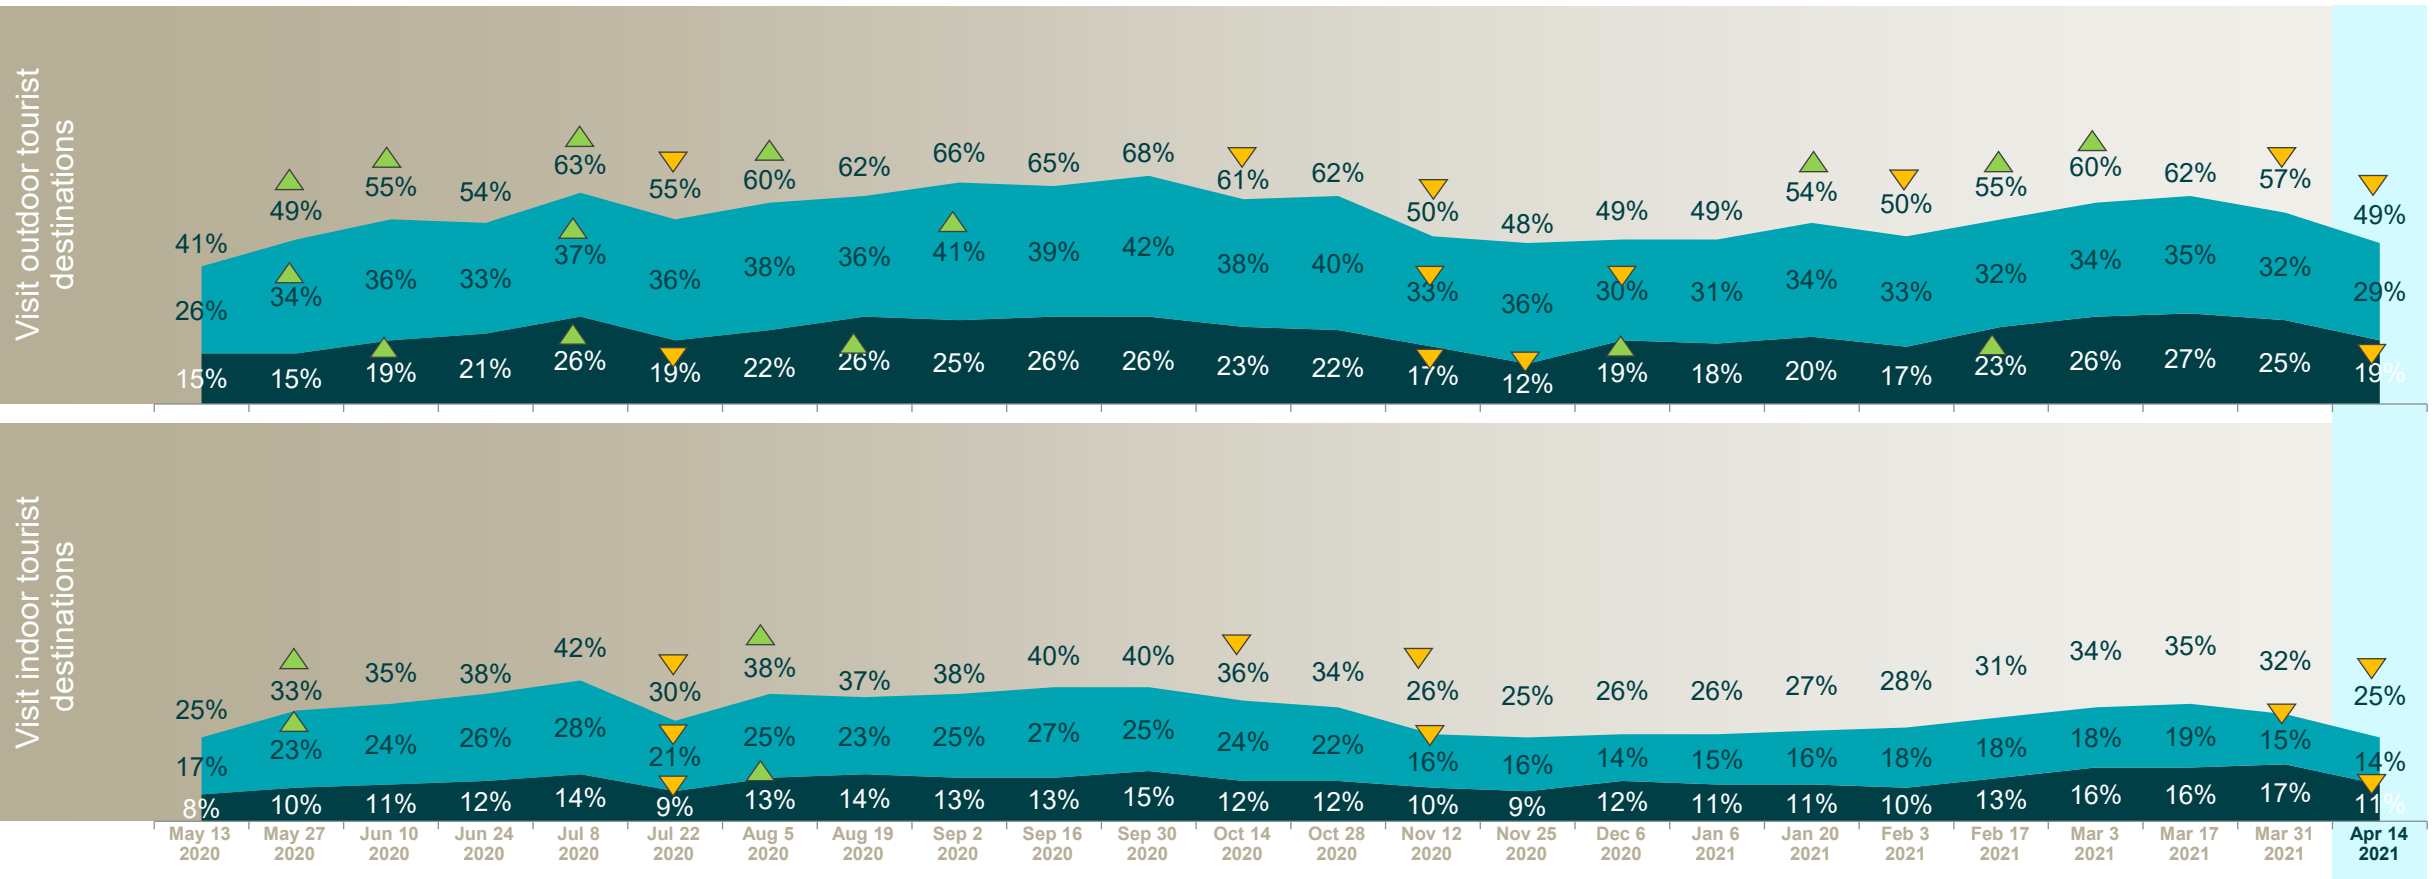 Visit outdoor tourist
destinations
41% 49% 55% 54% 63% 55% 60% 62% 66% 65% 68% 61% 62% 50% 48% 49% 49% 54% 50% 55% 60% 62% 57% 49%
26% 34% 36% 33% 37% 36% 38% 36% 41% 39% 42% 38% 40% 33% 36% 30% 31% 34% 33% 32% 34% 35% 32% 29%
15% 15% 19% 21% 26% 19% 22% 26% 25% 26% 26% 23% 22% 17% 12% 19% 18% 20% 17% 23% 26% 27% 25% 19%
Visit indoor tourist
destinations
25% 33% 35% 38% 42% 30% 38% 37% 38% 40% 40% 36% 34% 26% 25% 26% 26% 27% 28% 31% 34% 35% 32% 25%
17% 23% 24% 26% 28% 21% 25% 23% 25% 27% 25% 24% 22% 16% 16% 14% 15% 16% 18% 18% 18% 19% 15% 14%
8% 10% 11% 12% 14% 9% 13% 14% 13% 13% 15% 12% 12% 10% 9% 12% 11% 11% 10% 13% 16% 16% 17% 11%
May 13 May 27 Jun 10 Jun 24 Jul 8 Jul 22 Aug 5 Aug 19 Sep 2 Sep 16 Sep 30 Oct 14 Oct 28 Nov 12 Nov 25 Dec 6 Jan 6 Jan 20 Feb 3 Feb 17 Mar 3 Mar 17 Mar 31 Apr 14
2020 2020 2020 2020 2020 2020 2020 2020 2020 2020 2020 2020 2020 2020 2020 2020 2021 2021 2021 2021 2021 2021 2021 2021